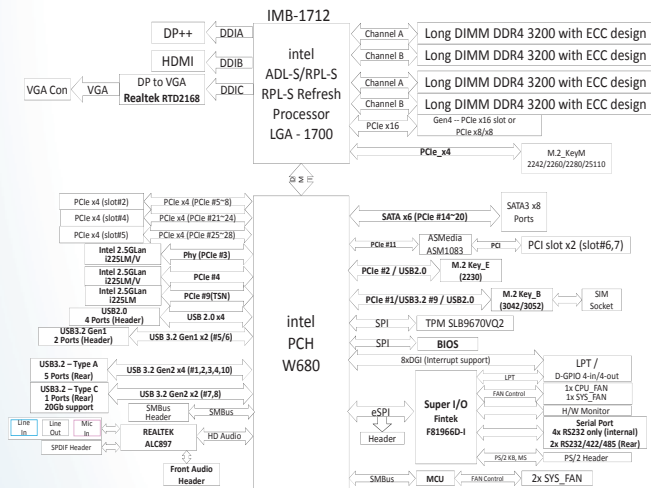 IMB-1712
DP++
DDIA
HDMI
DDIB
VGA Con
VGA
DP to VGA
Realtek RTD2168
DDIC
intel
ADL-S/RPL-S
RPL-S Refresh
Processor
LGA - 1700
Channel A
Long DIMM DDR4 3200 with ECC design
Channel B
Long DIMM DDR4 3200 with ECC design
Channel A
Long DIMM DDR4 3200 with ECC design
Channel B
Long DIMM DDR4 3200 with ECC design
PCIe x16
Gen4 -- PCIe x16 slot or
PCIe x8/x8
PCIe_x4
M.2_KeyM
2242/2260/2280/25110
DMI
PCIe x4 (slot#2)
PCIe x4 (PCIe #5~8)
PCIe x4 (slot#4)
PCIe x4 (PCIe #21~24)
PCIe x4 (slot#5)
PCIe x4 (PCIe #25~28)
Intel 2.5GLan
i225LM/V
Phy (PCIe #3)
Intel 2.5GLan
i225LM/V
PCIe #4
Intel 2.5GLan
i225LM
PCIe #9(TSN)
USB2.0
4 Ports (Header)
USB 2.0 x4
USB3.2 Gen1
2 Ports (Header)
USB 3.2 Gen1 x2 (#5/6)
USB3.2 – Type A
5 Ports (Rear)
USB 3.2 Gen2 x4 (#1,2,3,4,10)
USB3.2 – Type C
1 Ports (Rear)
20Gb support
USB 3.2 Gen2 x2 (#7,8)
SMBus
Header
SMBus
Line
In
Line
Out
Mic
In
SPDIF Header
REALTEK
ALC897
HD Audio
Front Audio
Header
intel
PCH
W680
SATA x6 (PCIe #14~20)
SATA3 x8
Ports
PCIe #11
ASMedia
ASM1083
PCI
PCI slot x2 (slot#6,7)
PCIe #2 / USB2.0
M.2 Key_E
(2230)
PCIe #1/USB3.2 #9 / USB2.0
M.2 Key_B
(3042/3052)
SIM
Socket
SPI
TPM SLB9670VQ2
SPI
BIOS
8xDGI (Interrupt support)
LPT /
D-GPIO 4-in/4-out
eSPI
Header
Super I/O
Fintek
F81966D-I
LPT
FAN Control
1x CPU_FAN
1x SYS_FAN
H/W Monitor
Serial Port
4x RS232 only (internal)
2x RS232/422/485 (Rear)
PS/2 KB, MS
PS/2 Header
SMBus
MCU
FAN Control
2x SYS_FAN